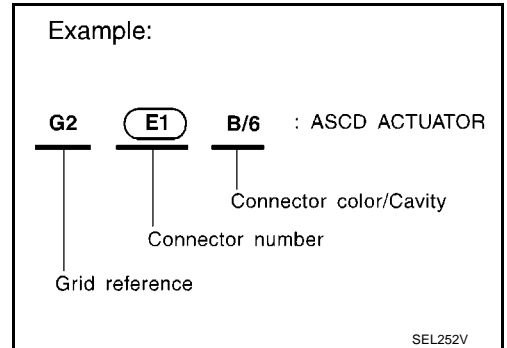 Example:
G2 E1 B/6 : ASCD ACTUATOR
Connector color/Cavity
Connector number
Grid reference
SEL252V